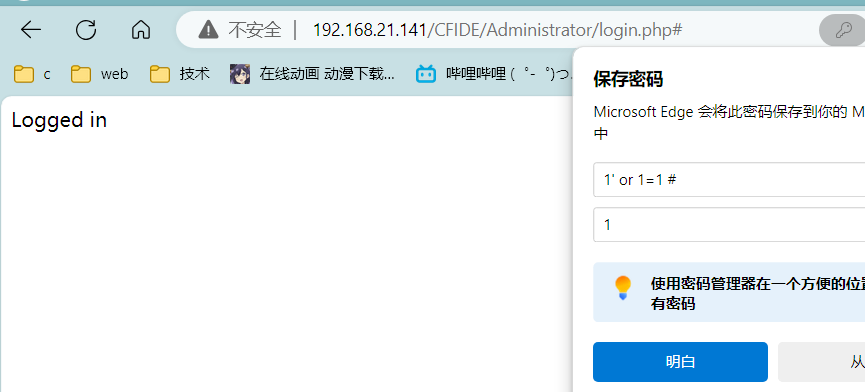 不安全 192.168.21.141/CFIDE/Administrator/login.php#
c web 技术 在线动画 动漫下载... 哔哩哔哩 (゜-゜)つ...
Logged in
保存密码
Microsoft Edge 会将此密码保存到你的 M
中
1' or 1=1 #
1
使用密码管理器在一个方便的位置
有密码
明白 从